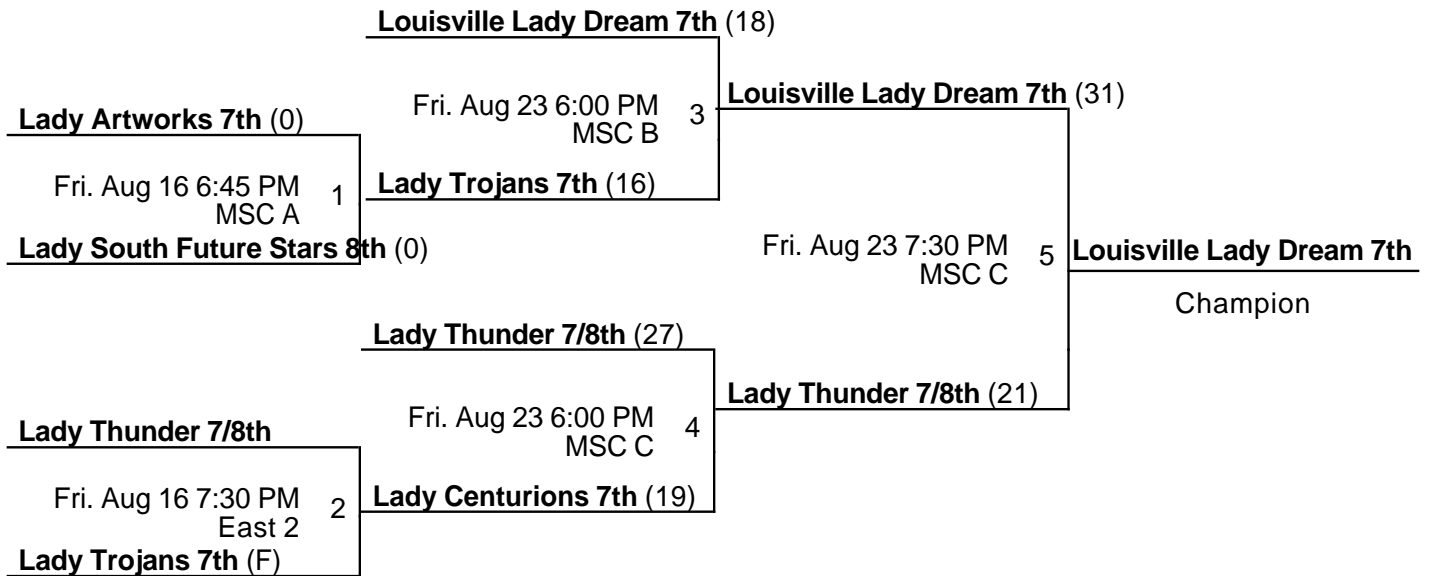 Louisville Lady Dream 7th (18)
Fri. Aug 23 6:00 PM 3
MSC B
Louisville Lady Dream 7th (31)
Lady Artworks 7th (0)
Fri. Aug 16 6:45 PM 1
MSC A
Lady Trojans 7th (16)
Lady South Future Stars 8th (0)
Fri. Aug 23 7:30 PM 5
MSC C
Louisville Lady Dream 7th
Champion
Lady Thunder 7/8th (27)
Lady Thunder 7/8th (21)
Fri. Aug 23 6:00 PM 4
MSC C
Lady Thunder 7/8th
Fri. Aug 16 7:30 PM 2
East 2
Lady Centurions 7th (19)
Lady Trojans 7th (F)